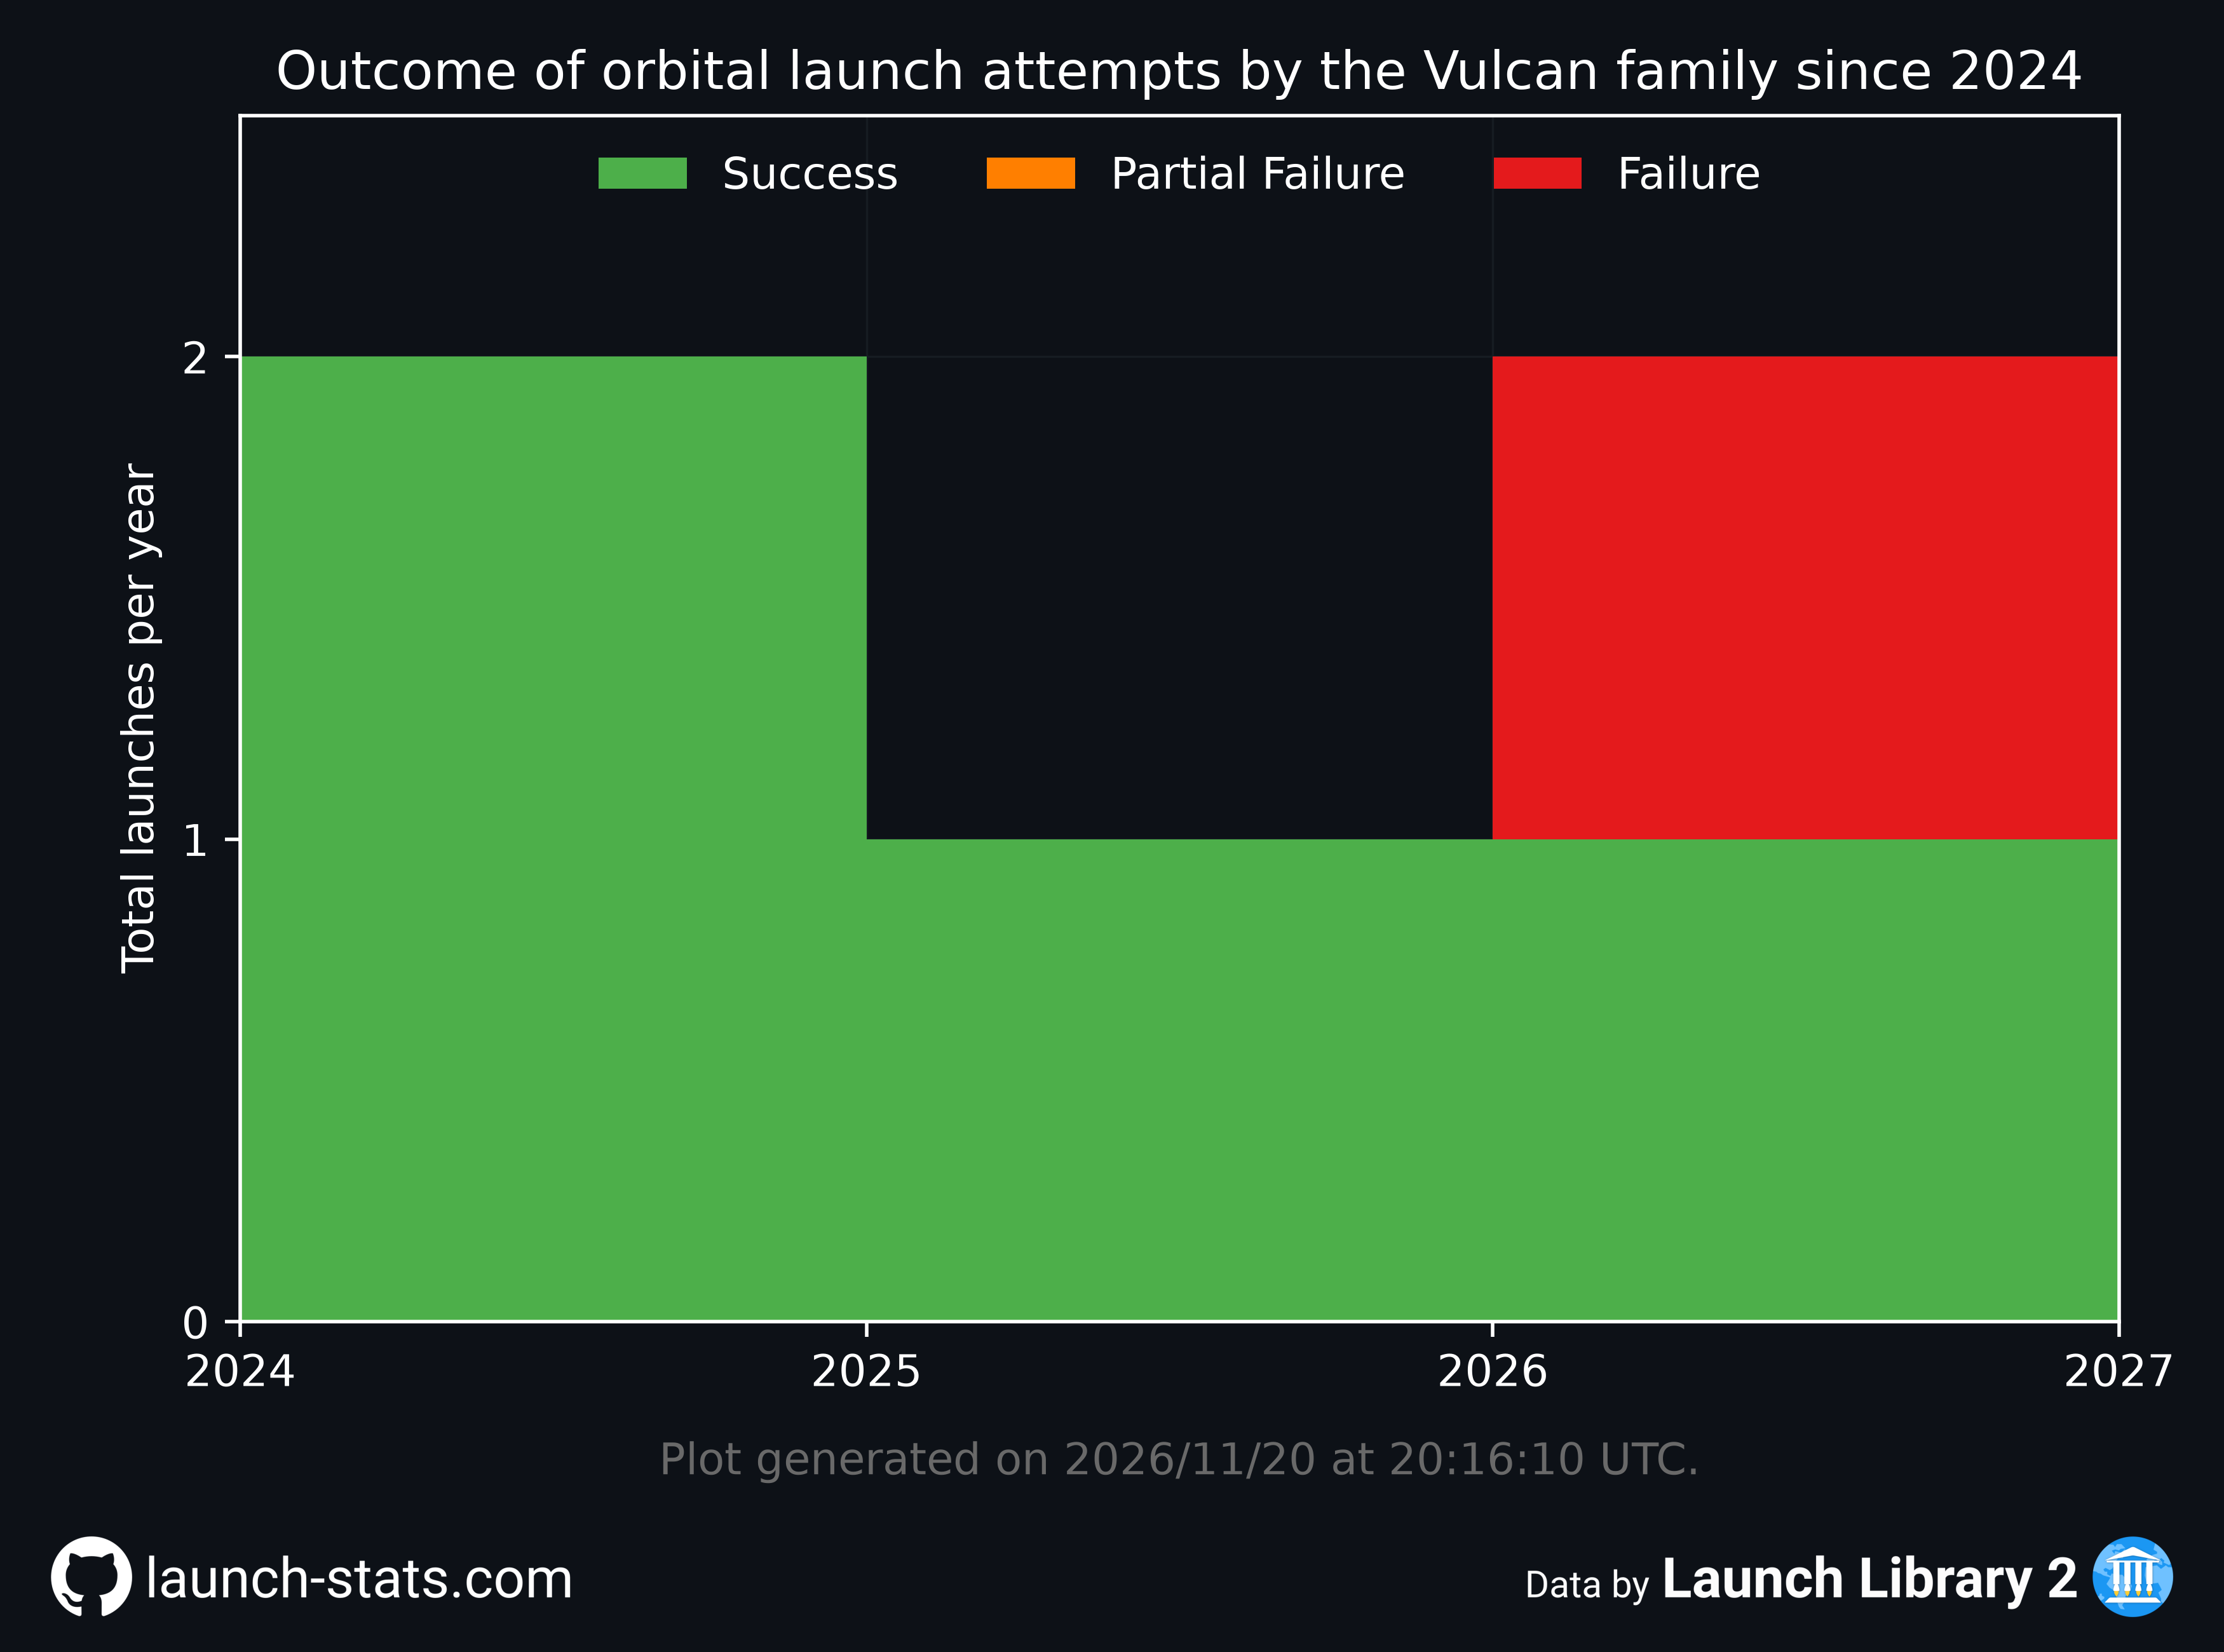 Outcome of orbital launch attempts by the Vulcan family since 2024
Success Partial Failure Failure
Total launches per year
2
1
0
2024 2025 2026 2027
Plot generated on 2026/11/20 at 20:16:10 UTC.
launch-stats.com
Data by Launch Library 2